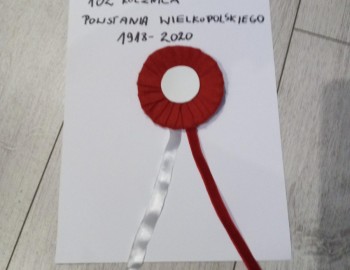 102 ROCZNICA
POWSTANIA WIELKOPOLSKIEGO
1918-2020